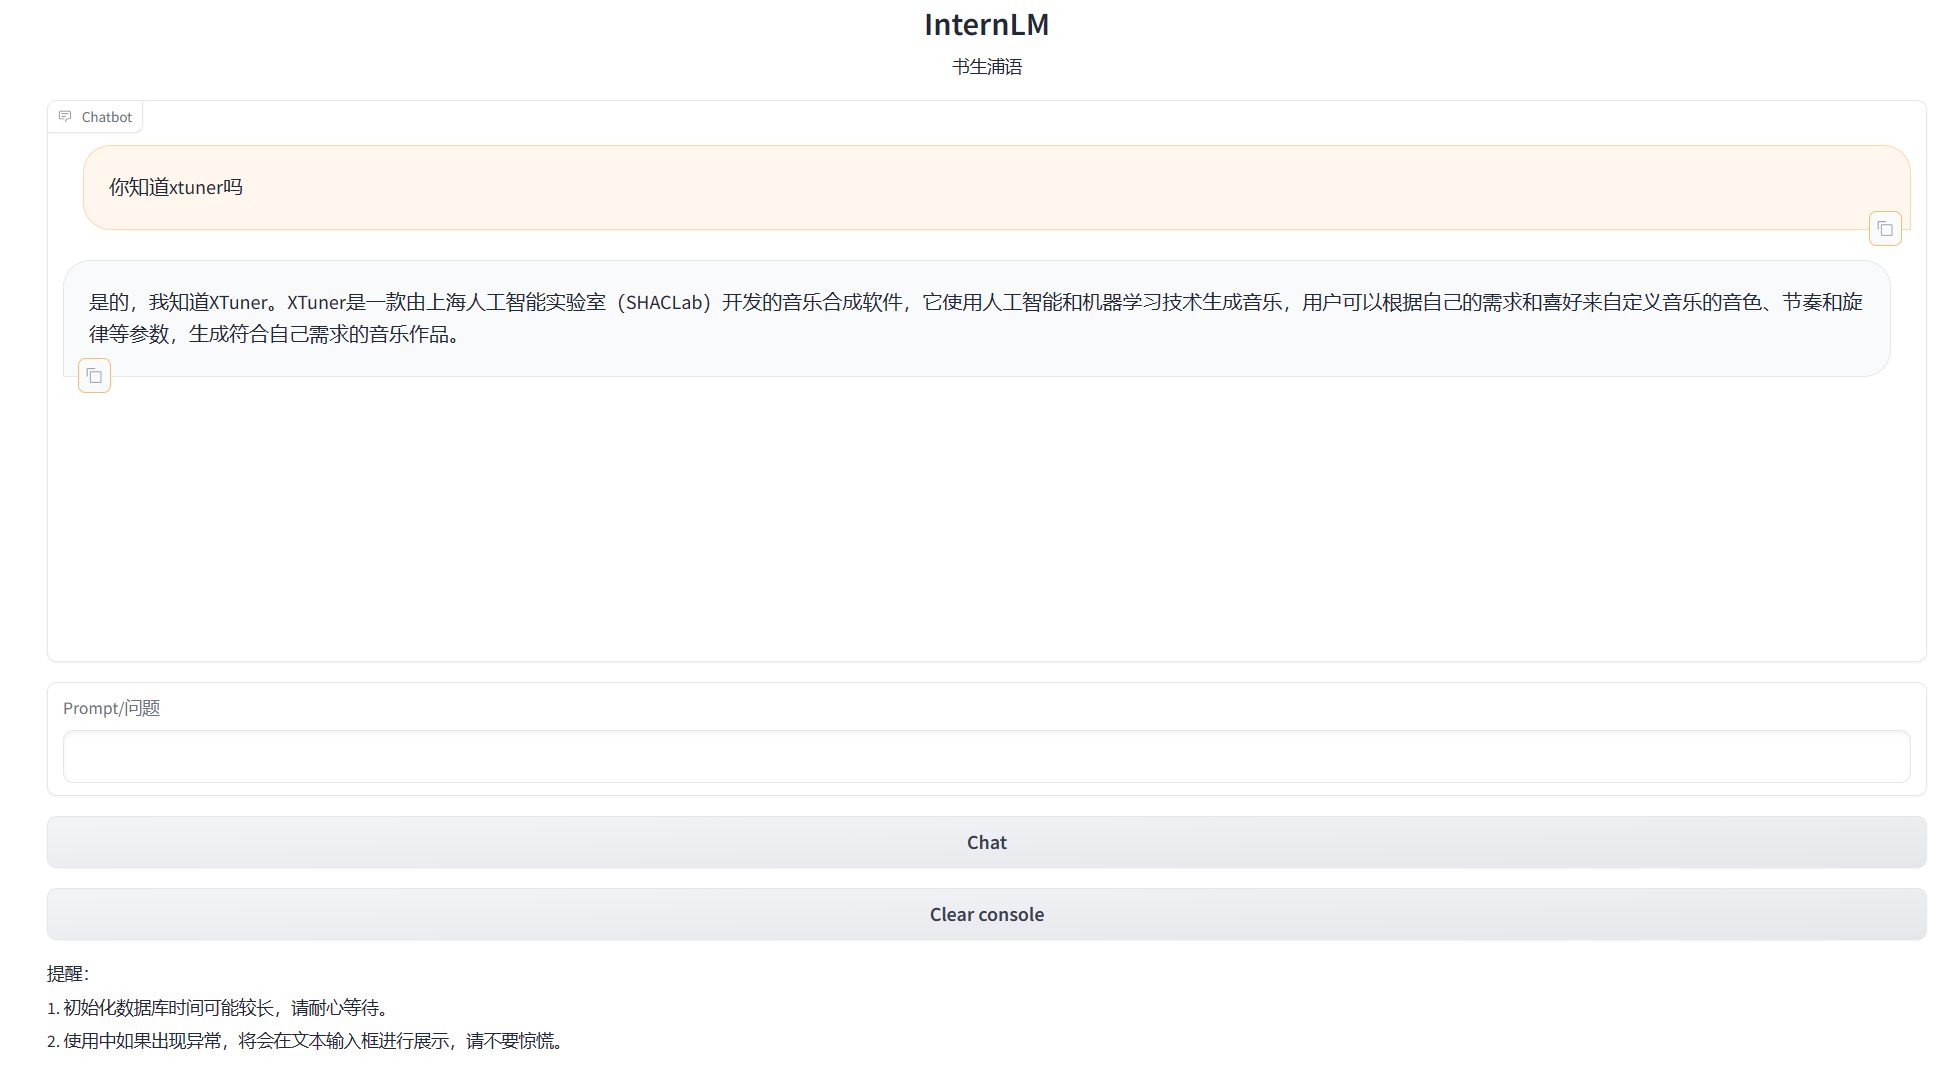 InternLM
书生浦语
Chatbot
你知道xtuner吗
是的，我知道XTuner。XTuner是一款由上海人工智能实验室（SHACLab）开发的音乐合成软件，它使用人工智能和机器学习技术生成音乐，用户可以根据自己的需求和喜好来自定义音乐的音色、节奏和旋
律等参数，生成符合自己需求的音乐作品。
Prompt/问题
Chat
Clear console
提醒：
1. 初始化数据库时间可能较长，请耐心等待。
2. 使用中如果出现异常，将会在文本输入框进行展示，请不要惊慌。